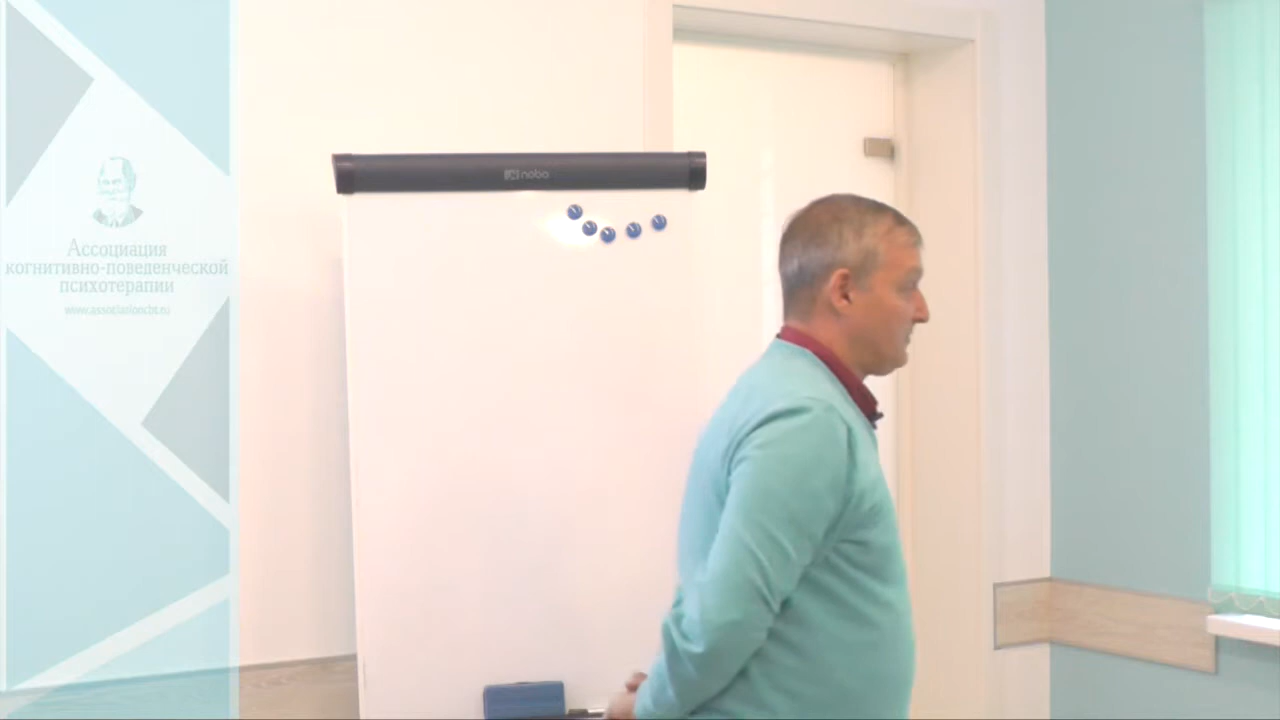 Ассоциация
когнитивно-поведенческой
психотерапии
www.associationcbt.ru
nobo